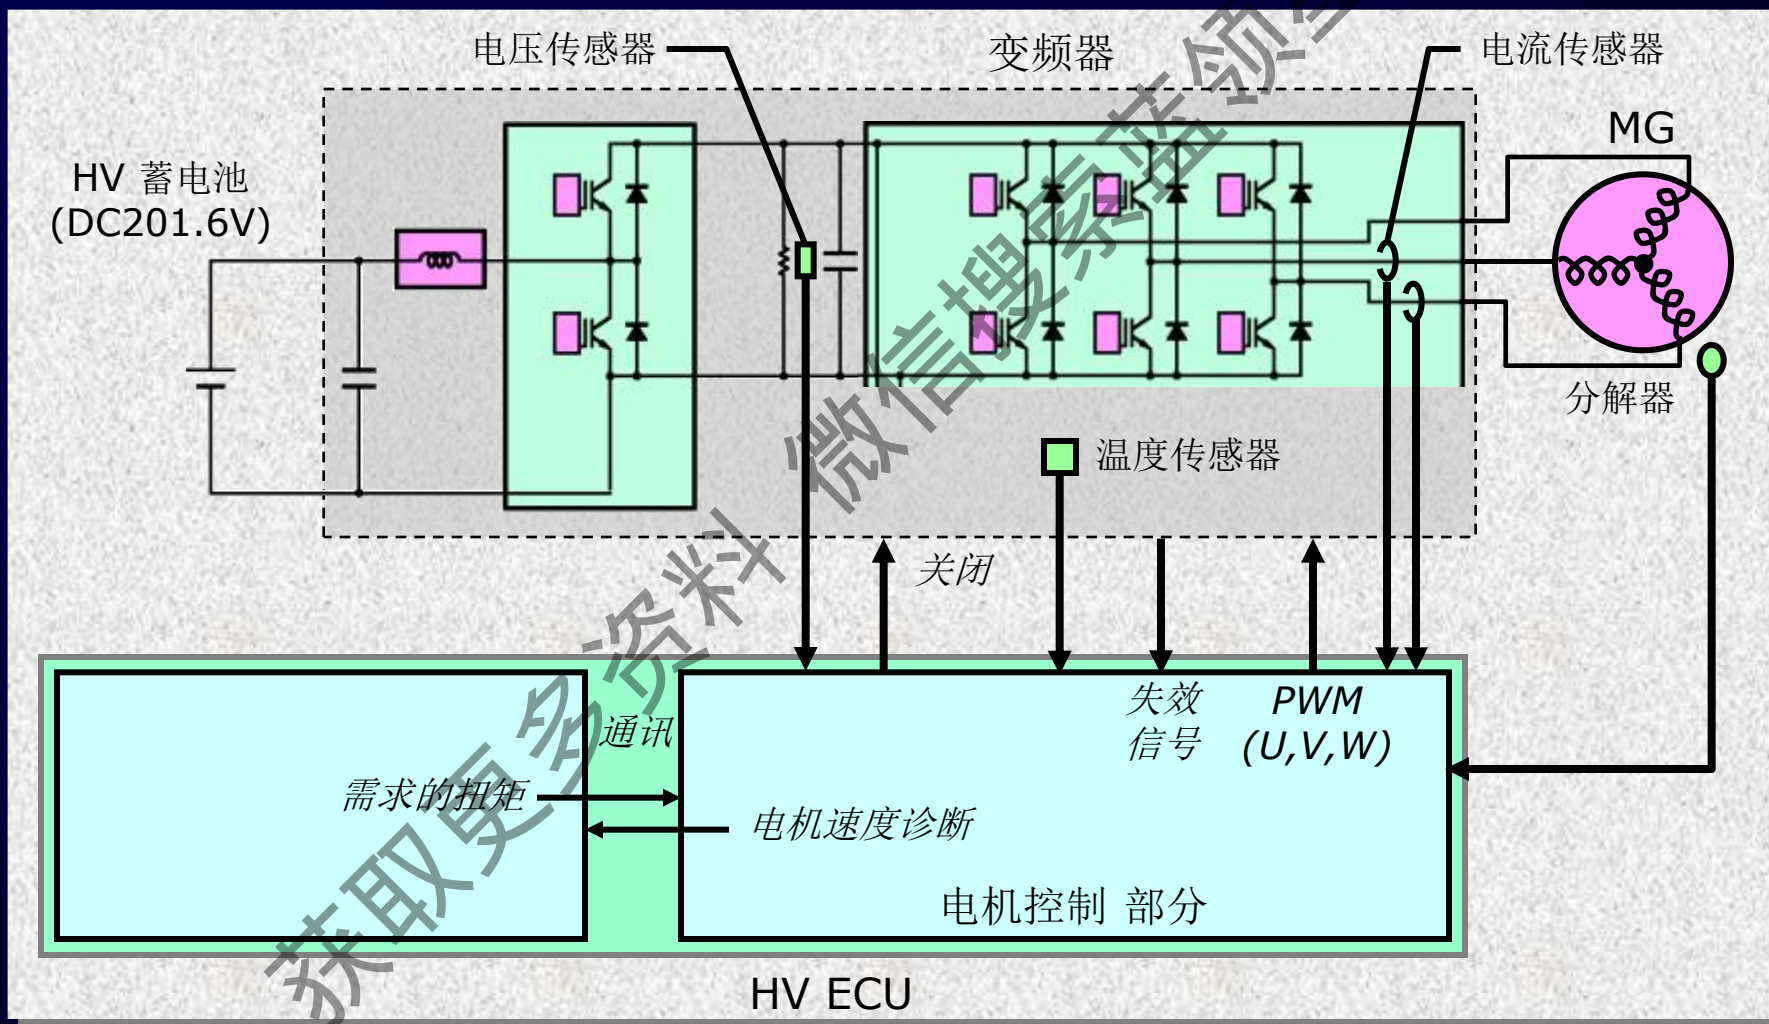 电压传感器
变频器
电流传感器
MG
HV 蓄电池
(DC201.6V)
分解器
温度传感器
关闭
失效
信号
PWM
(U,V,W)
通讯
需求的扭矩
电机速度诊断
电机控制 部分
HV ECU
获取更多资料 微信搜索蓝领